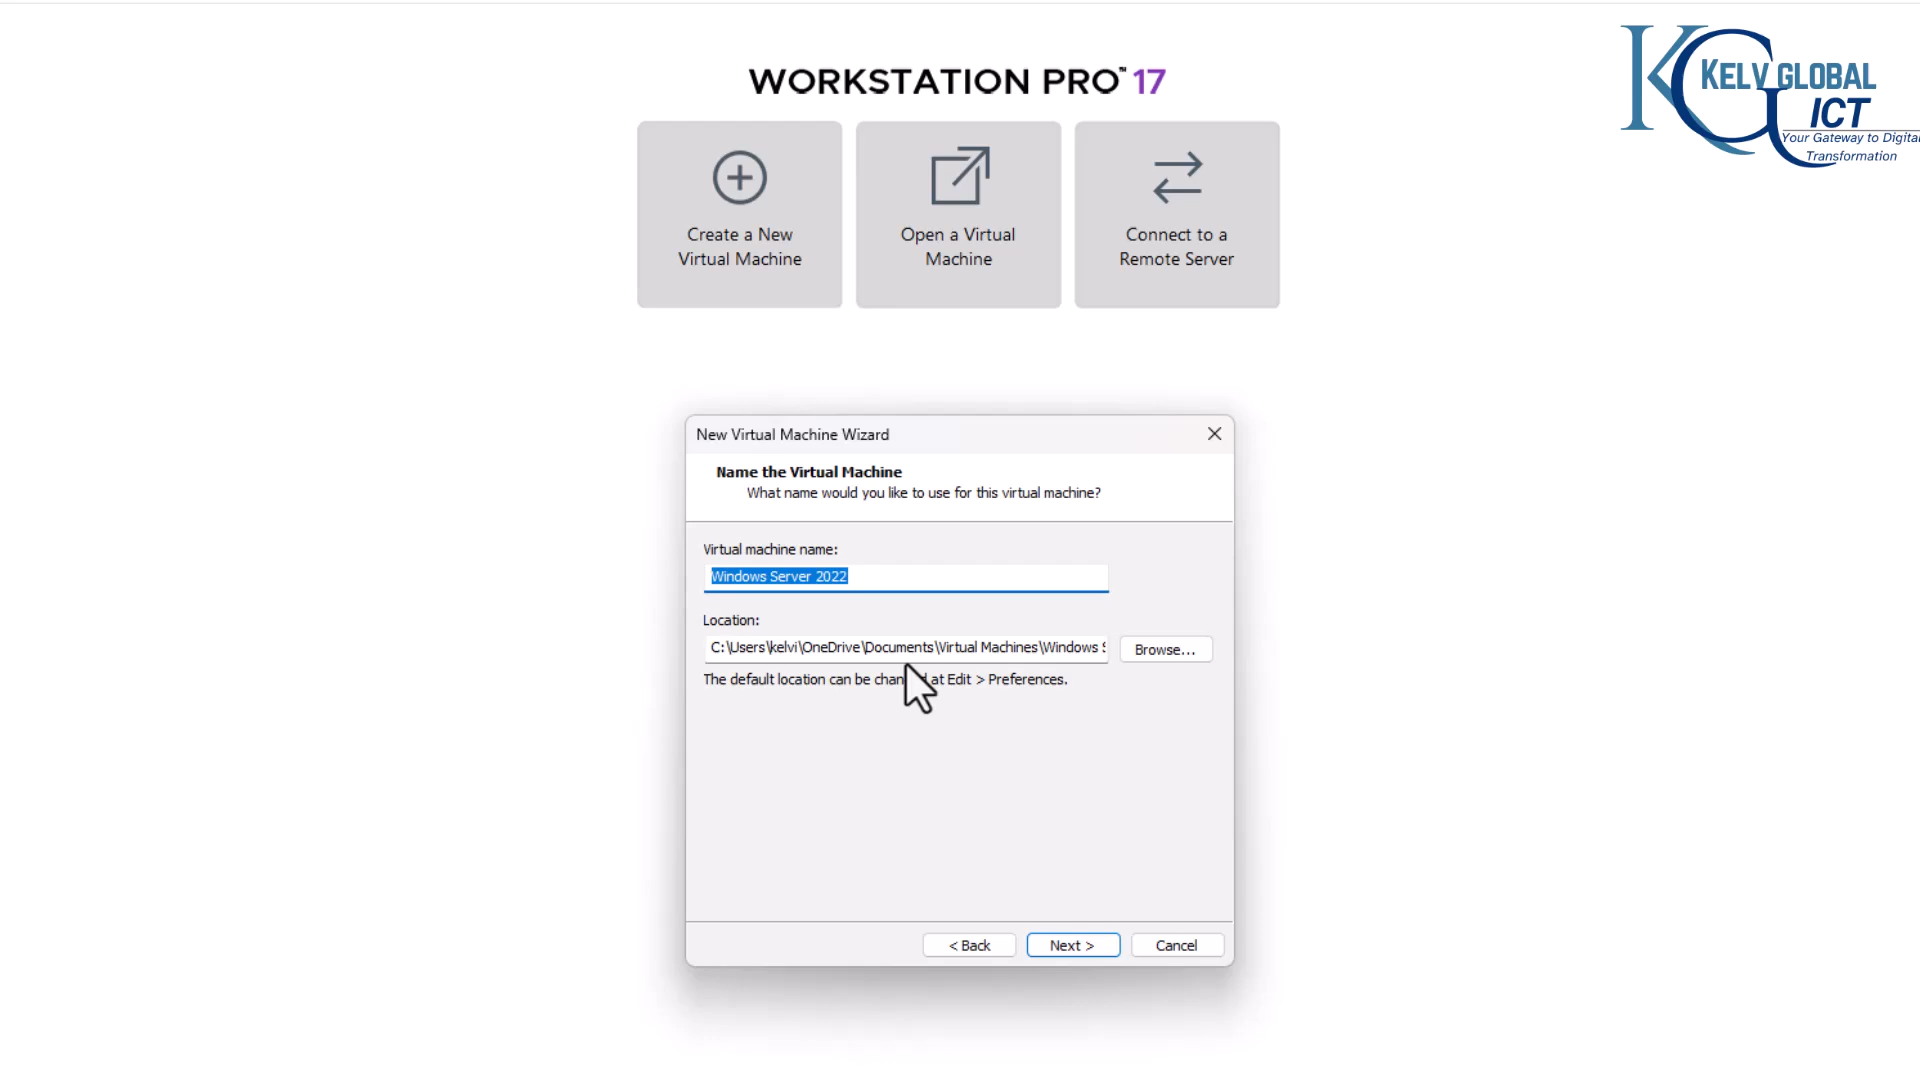 WORKSTATION PRO™ 17
KELV GLOBAL
ICT
Your Gateway to Digital
Transformation
Create a New
Virtual Machine
Open a Virtual
Machine
Connect to a
Remote Server
New Virtual Machine Wizard
Name the Virtual Machine
What name would you like to use for this virtual machine?
Virtual machine name:
Windows Server 2022
Location:
C:\Users\kelvi\OneDrive\Documents\Virtual Machines\Windows S
Browse...
The default location can be chan at Edit > Preferences.
< Back
Next >
Cancel